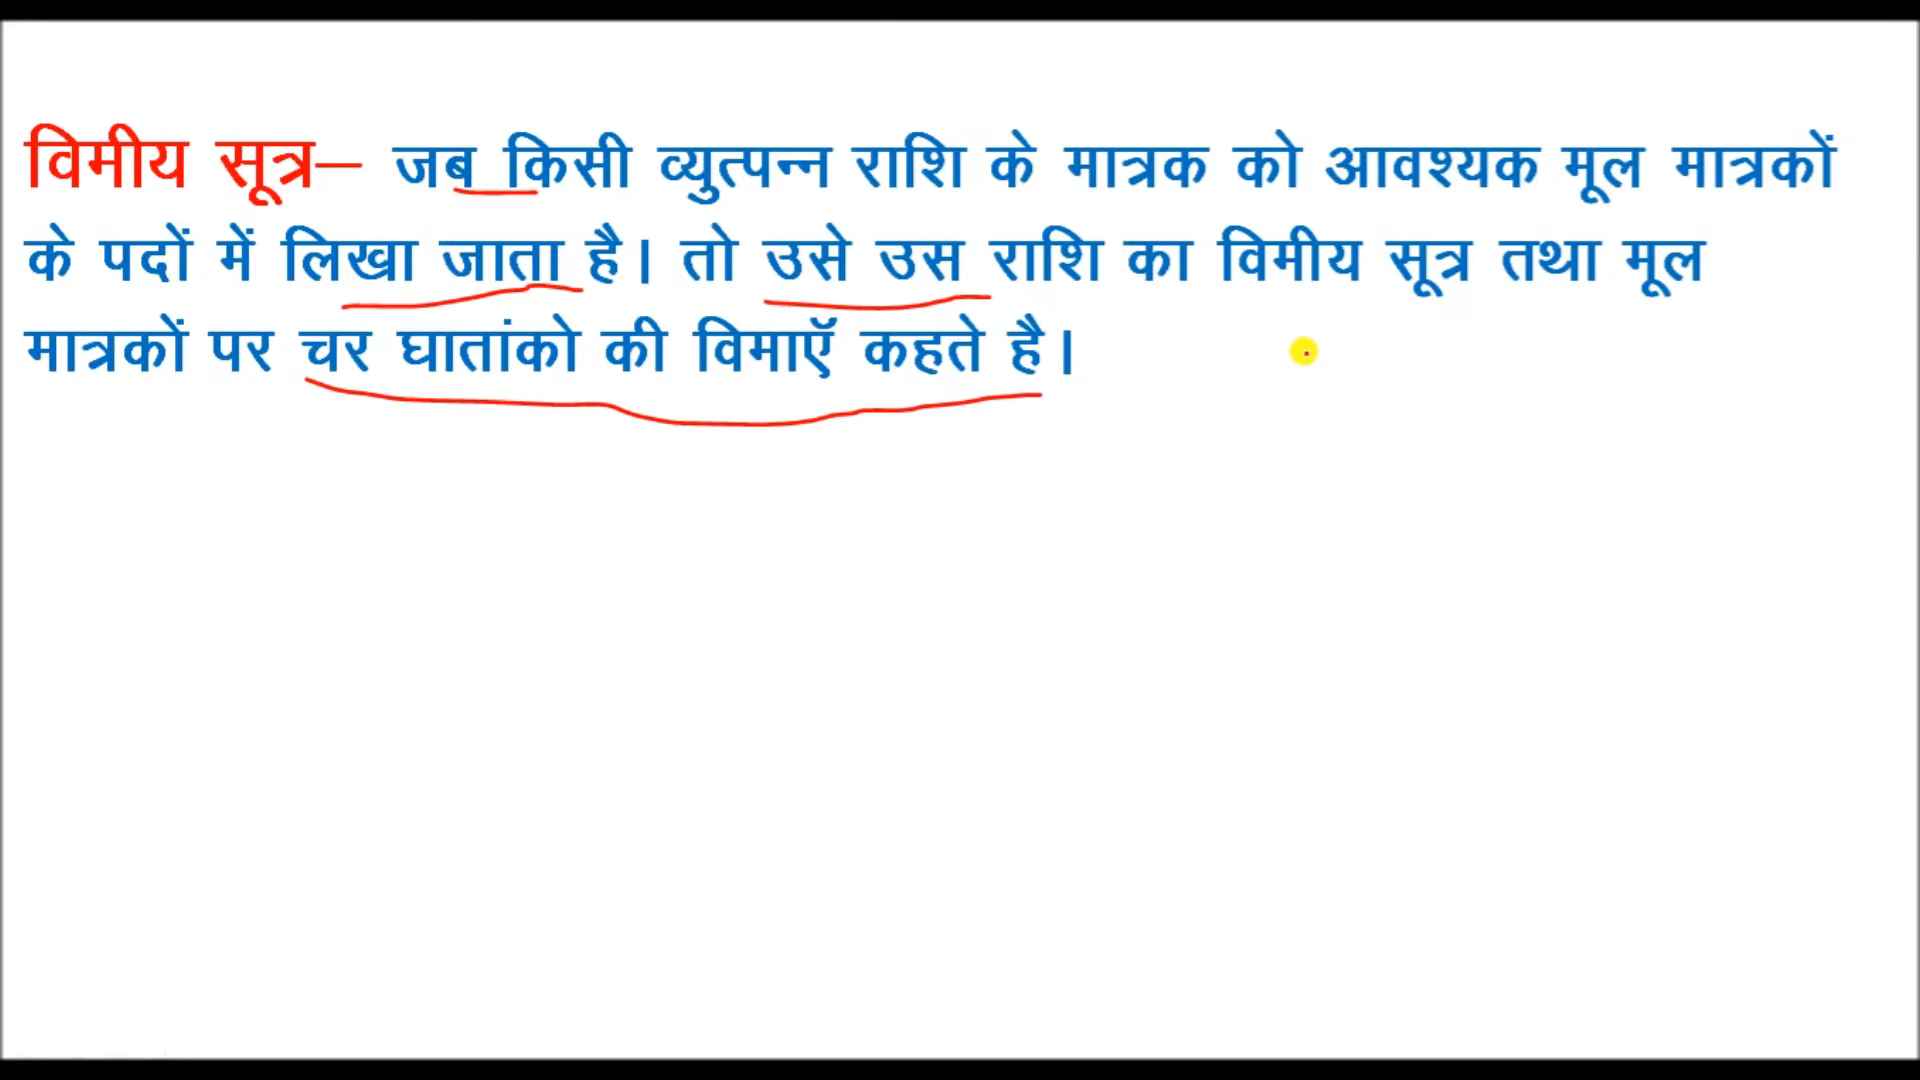 विमीय सूत्र– जब किसी व्युत्पन्न राशि के मात्रक को आवश्यक मूल मात्रकों
के पदों में लिखा जाता है। तो उसे उस राशि का विमीय सूत्र तथा मूल
मात्रकों पर चर घातांको की विमाऍ कहते है।